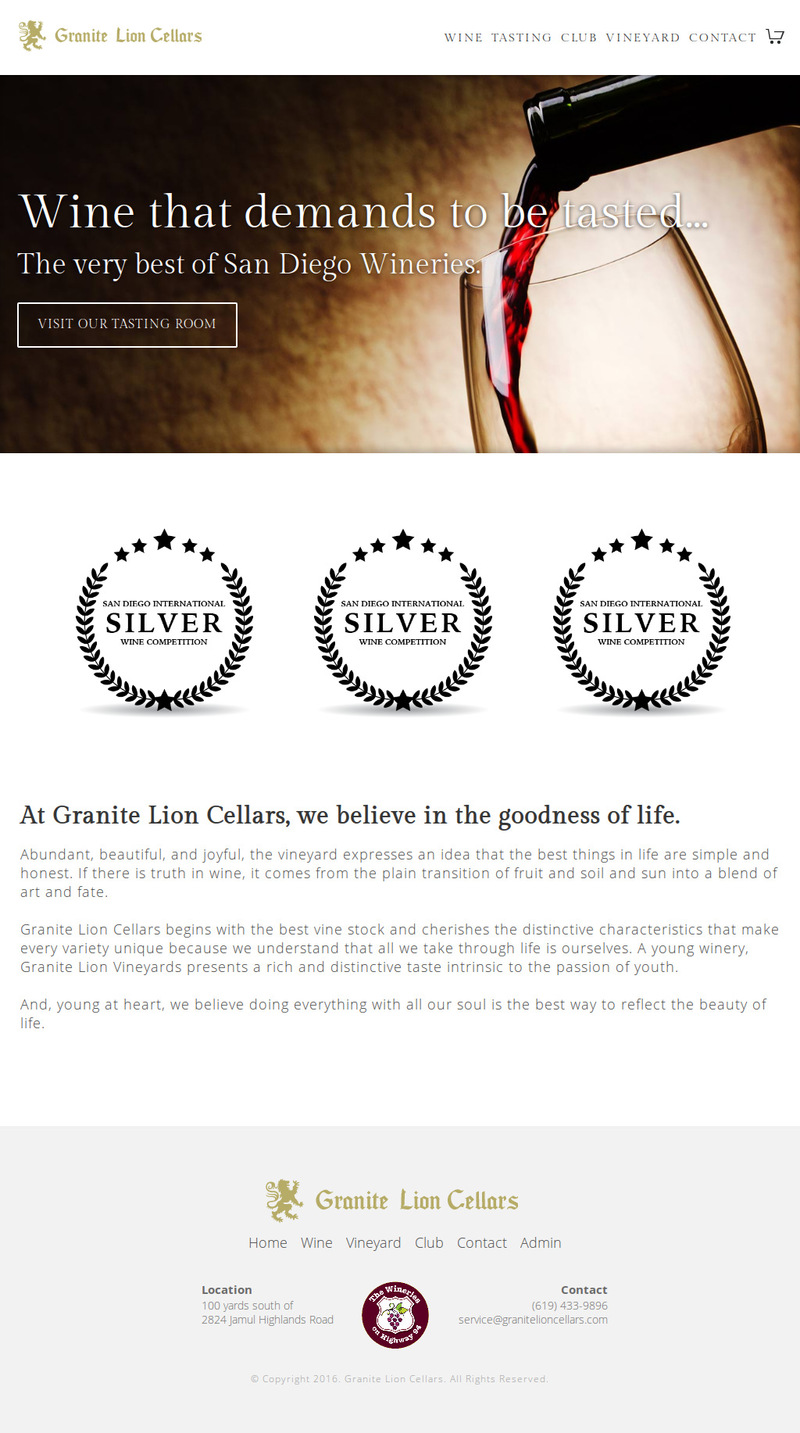 Granite Lion Cellars
WINE TASTING CLUB VINEYARD CONTACT
Wine that demands to be tasted...
The very best of San Diego Wineries.
VISIT OUR TASTING ROOM
SAN DIEGO INTERNATIONAL
SILVER
WINE COMPETITION
SAN DIEGO INTERNATIONAL
SILVER
WINE COMPETITION
SAN DIEGO INTERNATIONAL
SILVER
WINE COMPETITION
At Granite Lion Cellars, we believe in the goodness of life.
Abundant, beautiful, and joyful, the vineyard expresses an idea that the best things in life are simple and
honest. If there is truth in wine, it comes from the plain transition of fruit and soil and sun into a blend of
art and fate.
Granite Lion Cellars begins with the best vine stock and cherishes the distinctive characteristics that make
every variety unique because we understand that all we take through life is ourselves. A young winery,
Granite Lion Vineyards presents a rich and distinctive taste intrinsic to the passion of youth.
And, young at heart, we believe doing everything with all our soul is the best way to reflect the beauty of
life.
Granite Lion Cellars
Home Wine Vineyard Club Contact Admin
Location
100 yards south of
2824 Jamul Highlands Road
The Wineries
on Highway 94
Contact
(619) 433-9896
service@granitelioncellars.com
© Copyright 2016. Granite Lion Cellars. All Rights Reserved.